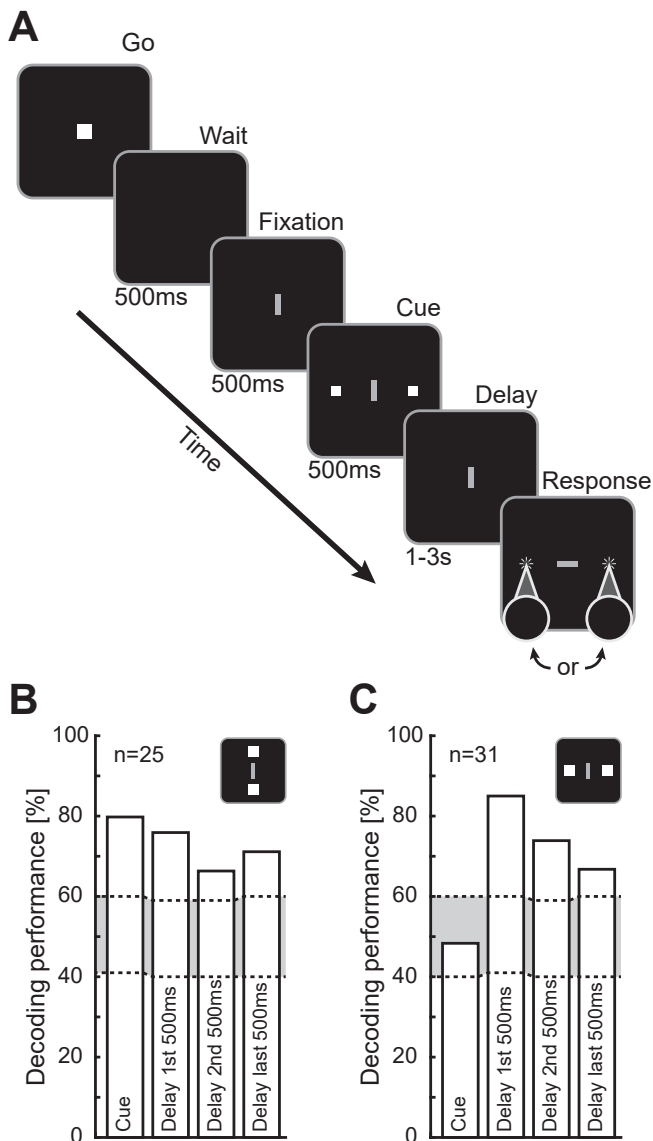 A
Go
Wait
500ms
Fixation
500ms
Cue
500ms
Delay
1-3s
Response
or
Time
B
Decoding performance [%]
100
80
60
40
20
0
n=25
Cue
Delay 1st 500ms
Delay 2nd 500ms
Delay last 500ms
C
Decoding performance [%]
100
80
60
40
20
0
n=31
Cue
Delay 1st 500ms
Delay 2nd 500ms
Delay last 500ms